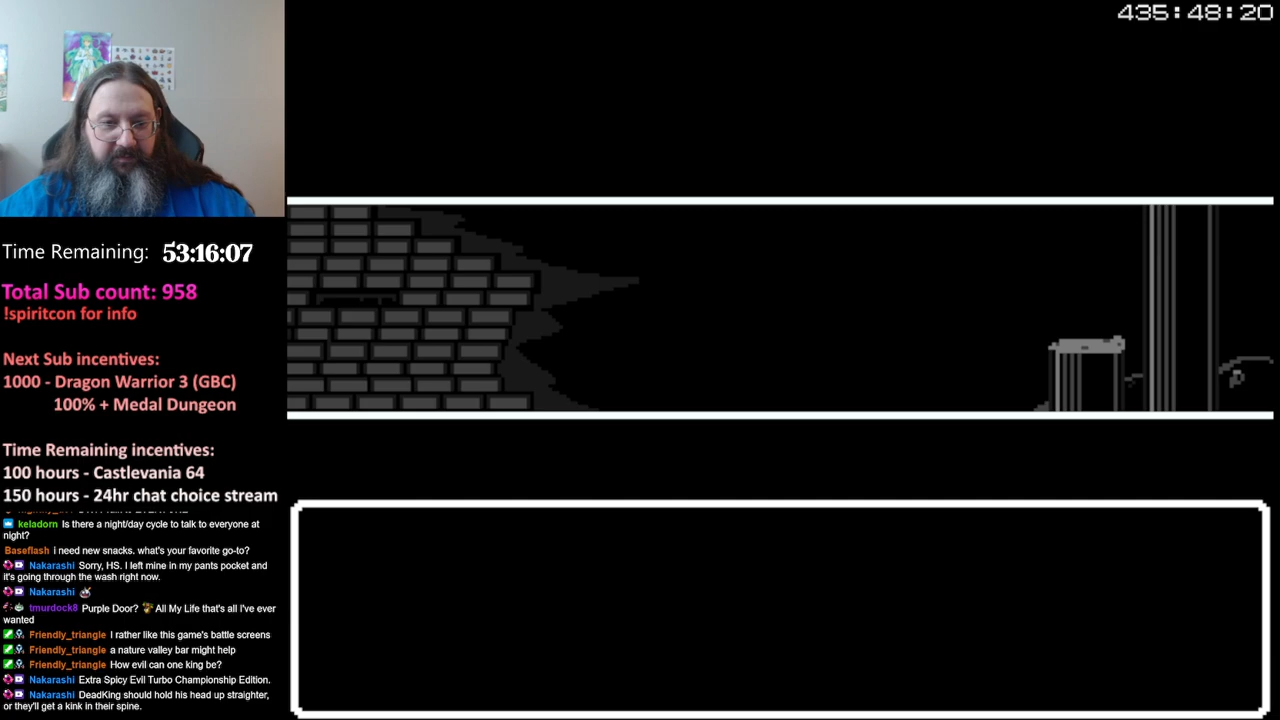 435:48:20
Time Remaining: 53:16:07
Total Sub count: 958
!spiritcon for info
Next Sub incentives:
1000 - Dragon Warrior 3 (GBC)
100% + Medal Dungeon
Time Remaining incentives:
100 hours - Castlevania 64
150 hours - 24hr chat choice stream
keladorn Is there a night/day cycle to talk to everyone at
night?
Baseflash i need new snacks. what's your favorite go-to?
Nakarashi Sorry, HS. I left mine in my pants pocket and
it's going through the wash right now.
Nakarashi
tmurdock8 Purple Door? All My Life that's all I've ever
wanted
Friendly_triangle I rather like this game's battle screens
Friendly_triangle a nature valley bar might help
Friendly_triangle How evil can one king be?
Nakarashi Extra Spicy Evil Turbo Championship Edition.
Nakarashi DeadKing should hold his head up straighter,
or they'll get a kink in their spine.